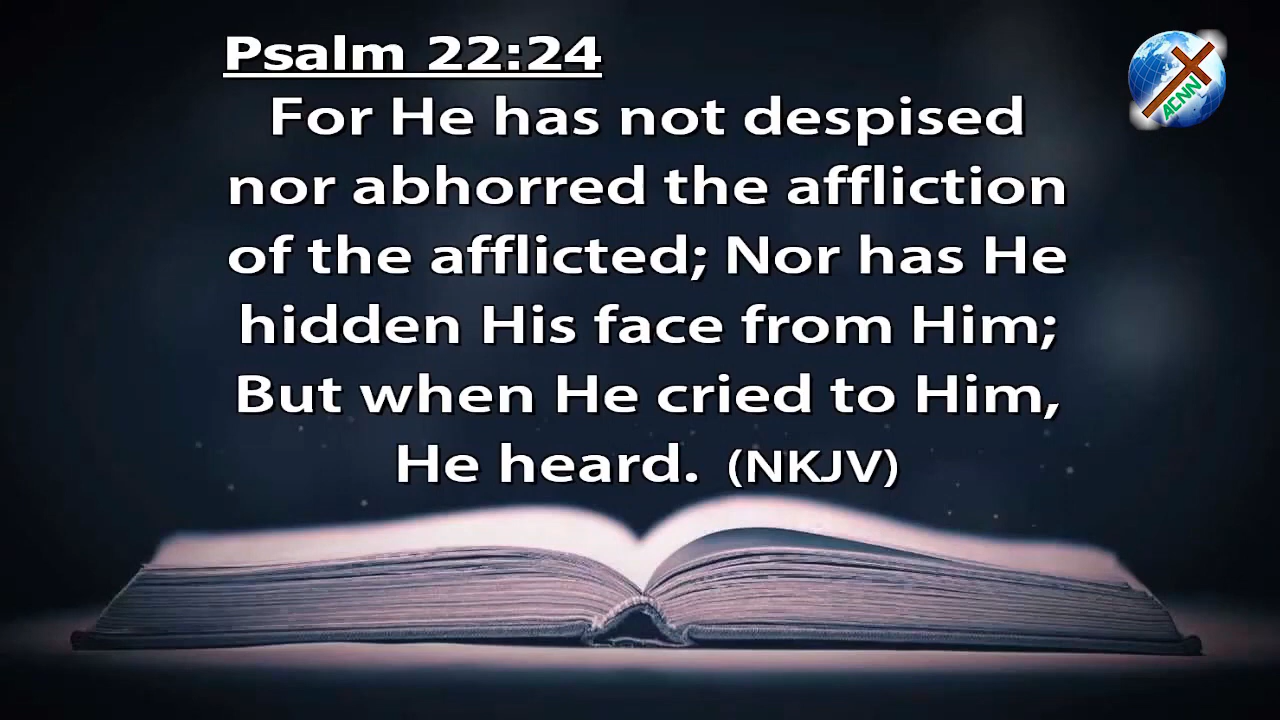 Psalm 22:24
For He has not despised
nor abhorred the affliction
of the afflicted; Nor has He
hidden His face from Him;
But when He cried to Him,
He heard. (NKJV)
ACNN